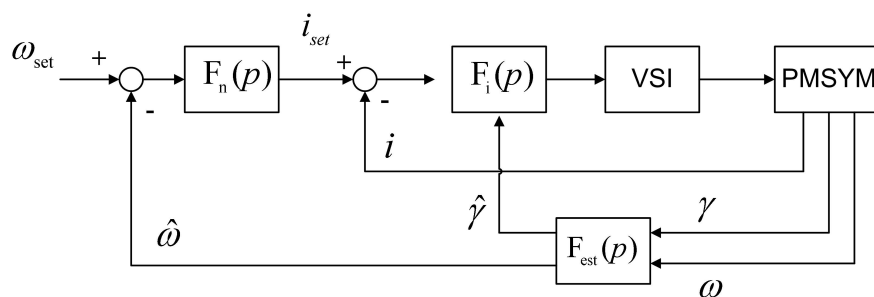 ω_set
+
-
F_n(p)
i_set
+
-
F_i(p)
VSI
PMSYM
i
γ̂
γ
ω̂
F_est(p)
ω